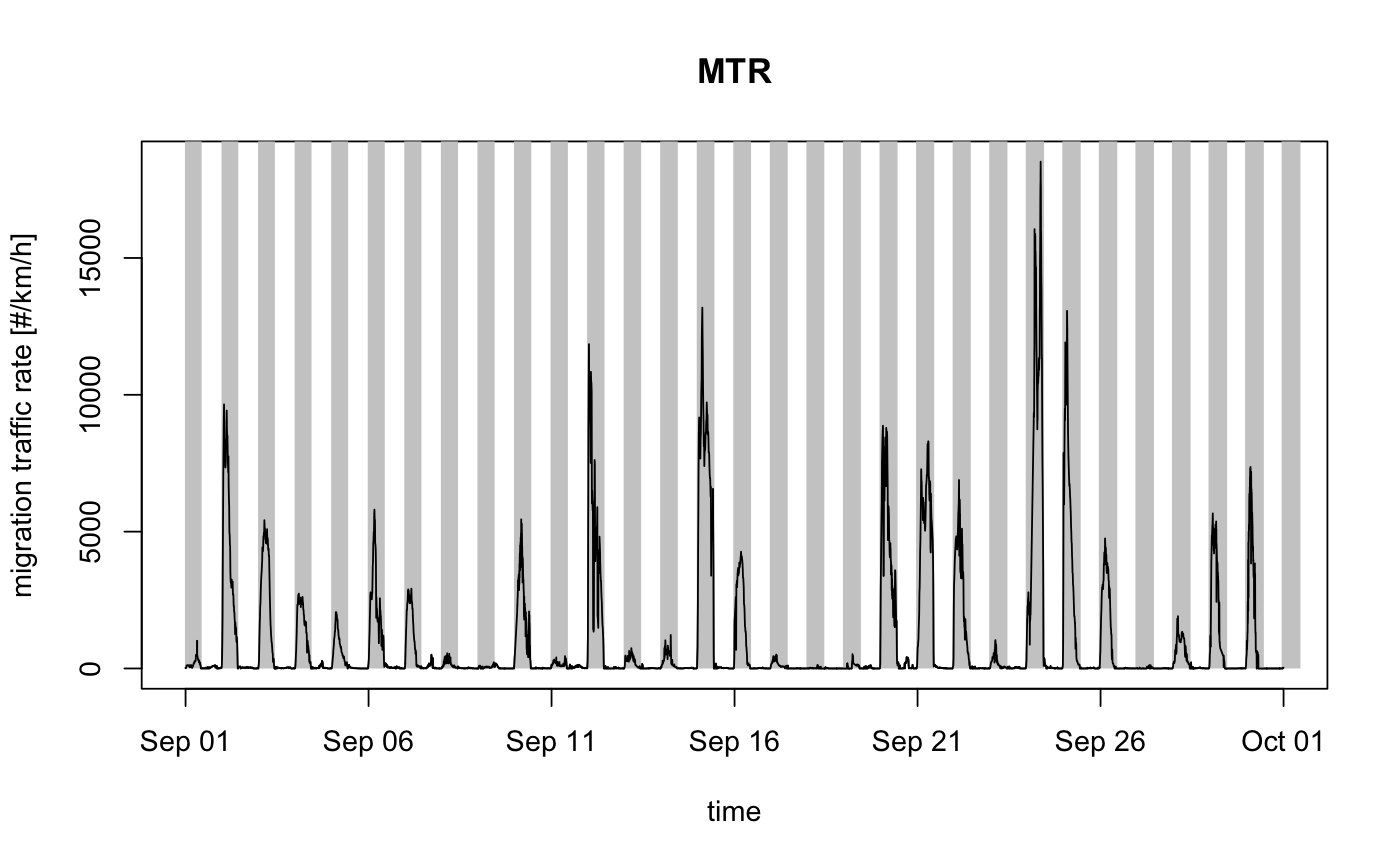 MTR
migration traffic rate [#/km/h]
15000
10000
5000
0
Sep 01 Sep 06 Sep 11 Sep 16 Sep 21 Sep 26 Oct 01
time